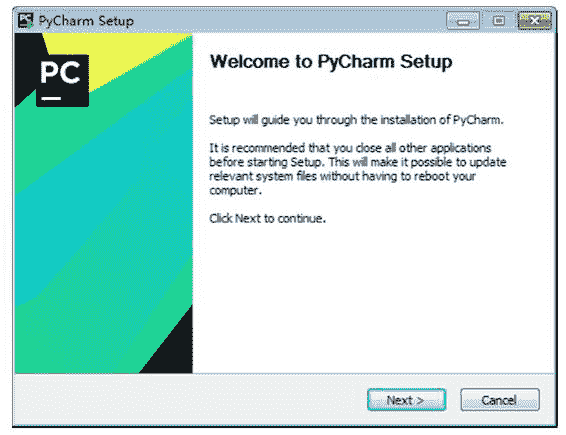 PyCharm Setup
PC
Welcome to PyCharm Setup
Setup will guide you through the installation of PyCharm.
It is recommended that you close all other applications
before starting Setup. This will make it possible to update
relevant system files without having to reboot your
computer.
Click Next to continue.
Next >
Cancel